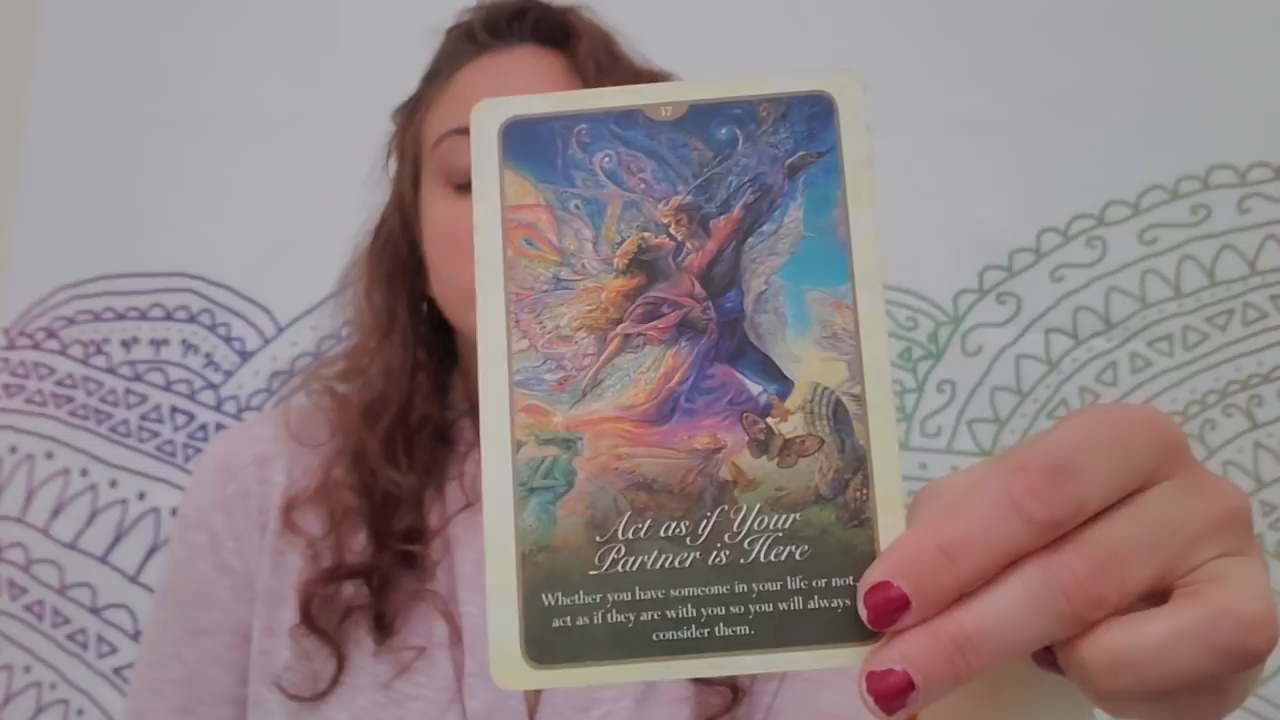 37
Act as if Your
Partner is Here
Whether you have someone in your life or not,
act as if they are with you so you will always
consider them.